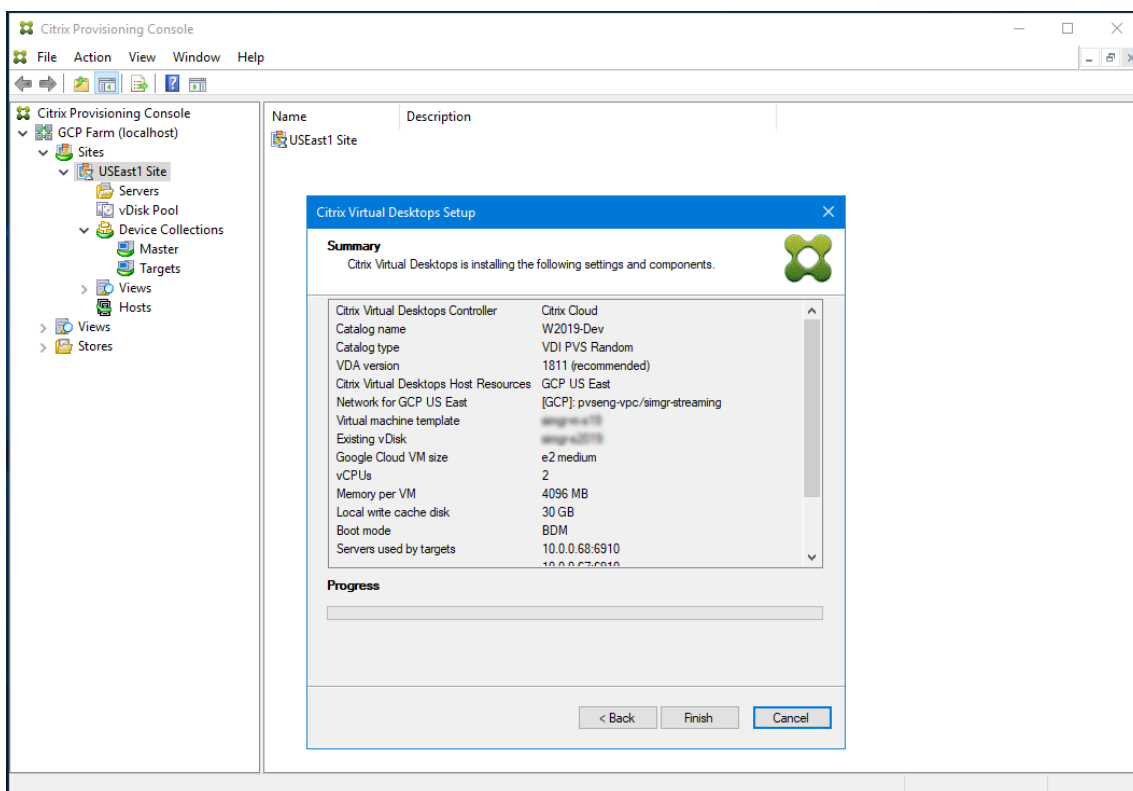 Citrix Provisioning Console
File Action View Window Help
Citrix Provisioning Console
GCP Farm (localhost)
Sites
USEast1 Site
Servers
vDisk Pool
Device Collections
Master
Targets
Views
Hosts
Views
Stores
Name Description
USEast1 Site
Citrix Virtual Desktops Setup
Summary
Citrix Virtual Desktops is installing the following settings and components.
Citrix Virtual Desktops Controller Citrix Cloud
Catalog name W2019-Dev
Catalog type VDI PVS Random
VDA version 1811 (recommended)
Citrix Virtual Desktops Host Resources GCP US East
Network for GCP US East [GCP]: pvseng-vpc/simgr-streaming
Virtual machine template
Existing vDisk
Google Cloud VM size e2 medium
vCPUs 2
Memory per VM 4096 MB
Local write cache disk 30 GB
Boot mode BDM
Servers used by targets 10.0.0.68:6910
10.0.0.67:6910
Progress
< Back Finish Cancel